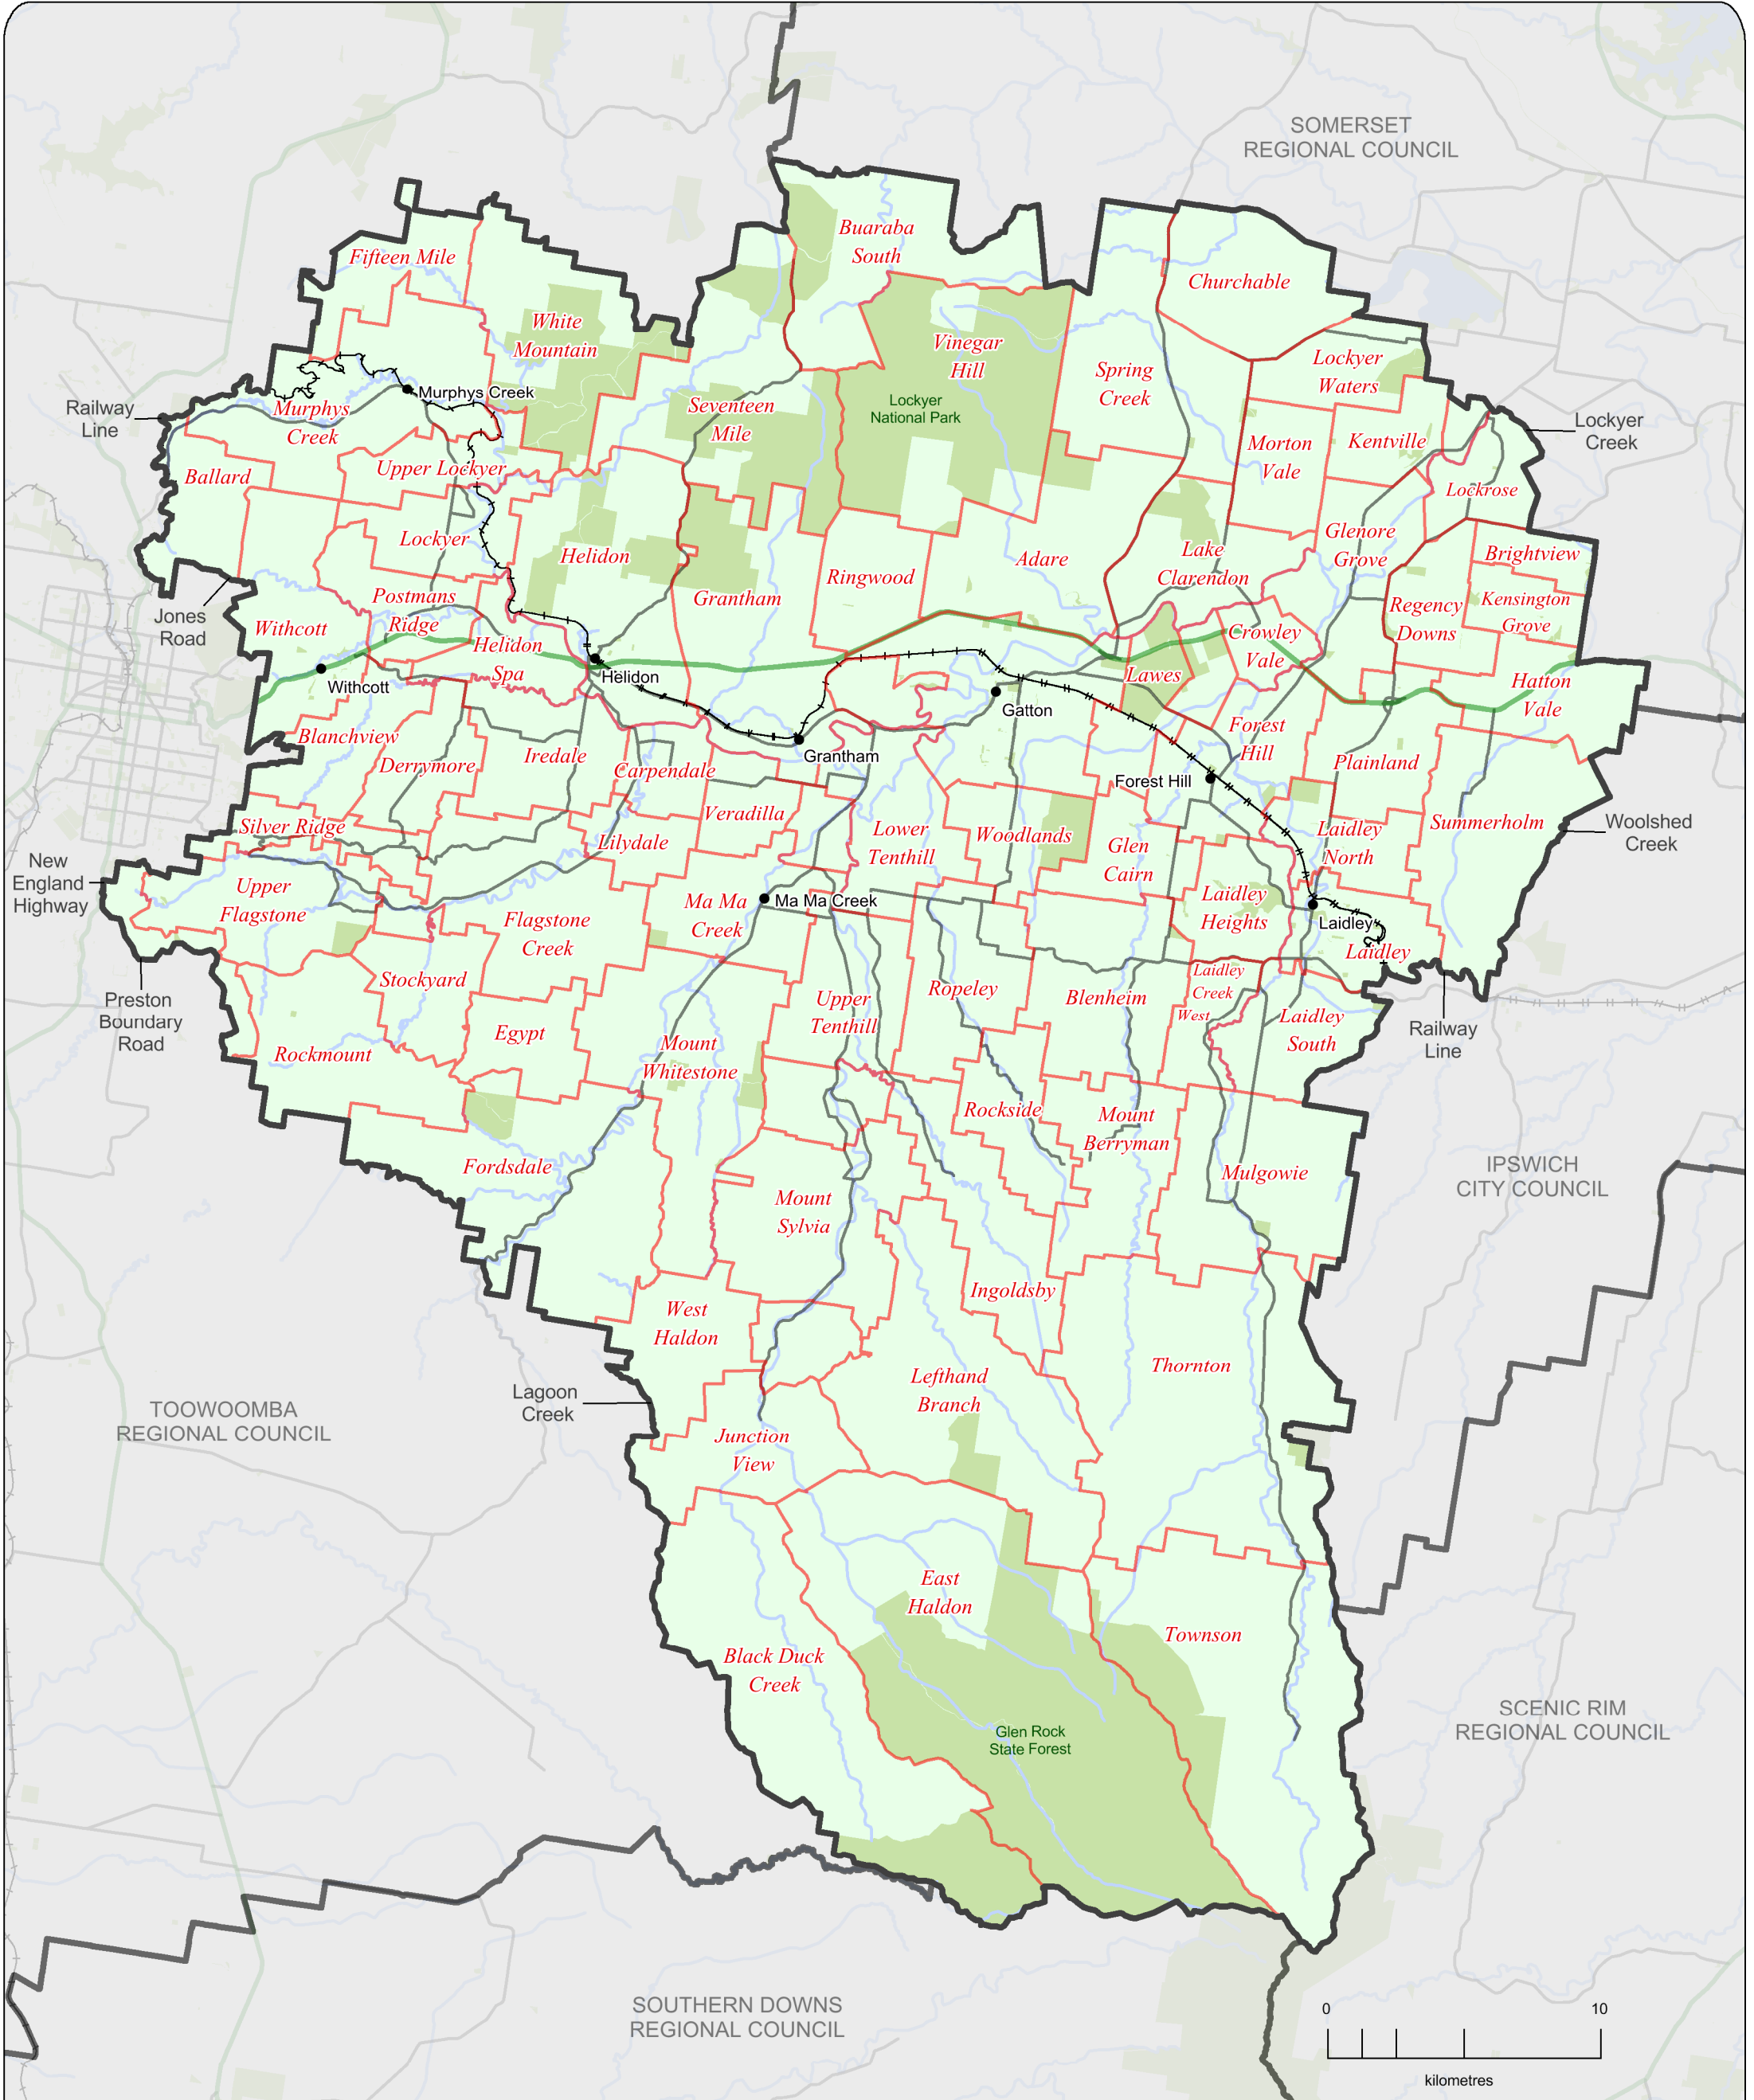 SOMERSET
REGIONAL COUNCIL
Buaraba
South
Fifteen Mile
Churchable
White
Mountain
Vinegar
Hill
Lockyer
Waters
Spring
Creek
Murphys Creek
Railway
Line
Murphys
Creek
Seventeen
Mile
Lockyer
National Park
Lockyer
Creek
Morton
Vale
Kentville
Ballard
Upper Lockyer
Lockrose
Lockyer
Helidon
Glenore
Grove
Brightview
Adare
Lake
Clarendon
Ringwood
Grantham
Postmans
Ridge
Regency
Downs
Kensington
Grove
Jones
Road
Withcott
Helidon
Spa
Crowley
Vale
Withcott
Helidon
Lawes
Hatton
Vale
Gatton
Blanchview
Derrymore
Iredale
Carpendale
Grantham
Forest
Hill
Forest Hill
Plainland
Silver Ridge
Lilydale
Veradilla
Lower
Tenthill
Woodlands
Glen
Cairn
Laidley
North
Summerholm
Woolshed
Creek
New
England
Highway
Upper
Flagstone
Flagstone
Creek
Ma Ma
Creek
Ma Ma Creek
Laidley
Heights
Laidley
Laidley
Preston
Boundary
Road
Stockyard
Rockmount
Egypt
Mount
Whitestone
Upper
Tenthill
Ropeley
Blenheim
Laidley
Creek
West
Laidley
South
Railway
Line
Fordsdale
Rockside
Mount
Berryman
Mulgowie
IPSWICH
CITY COUNCIL
Mount
Sylvia
Ingoldsby
West
Haldon
Thornton
Lefthand
Branch
Lagoon
Creek
TOOWOOMBA
REGIONAL COUNCIL
Junction
View
East
Haldon
Townson
Black Duck
Creek
Glen Rock
State Forest
SCENIC RIM
REGIONAL COUNCIL
SOUTHERN DOWNS
REGIONAL COUNCIL
0 10
kilometres